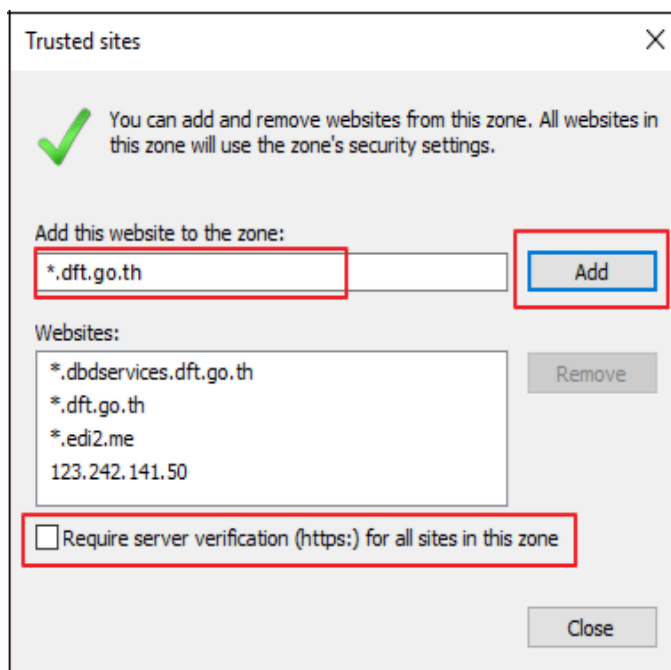 Trusted sites
You can add and remove websites from this zone. All websites in
this zone will use the zone's security settings.
Add this website to the zone:
*.dft.go.th
Add
Websites:
*.dbdservices.dft.go.th
*.dft.go.th
*.edi2.me
123.242.141.50
Remove
Require server verification (https:) for all sites in this zone
Close